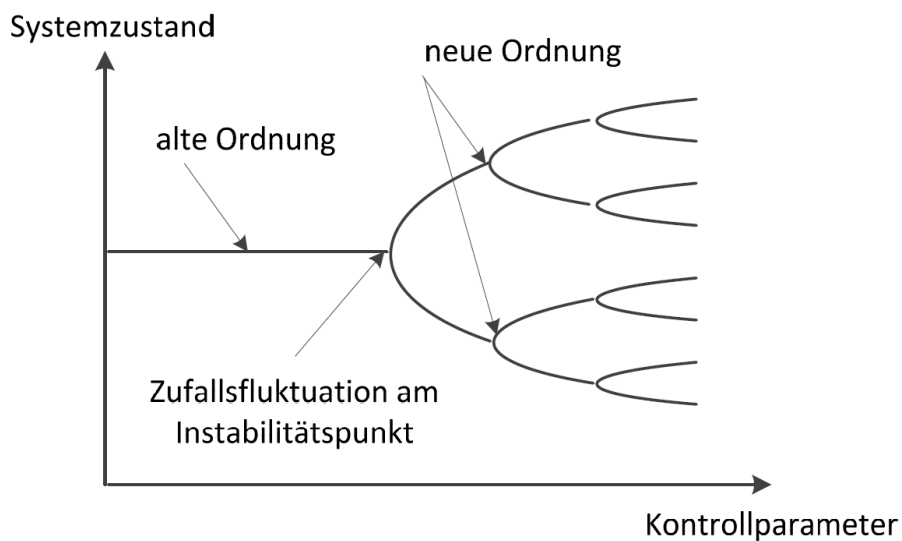 Systemzustand
neue Ordnung
alte Ordnung
Zufallsfluktuation am
Instabilitätspunkt
Kontrollparameter